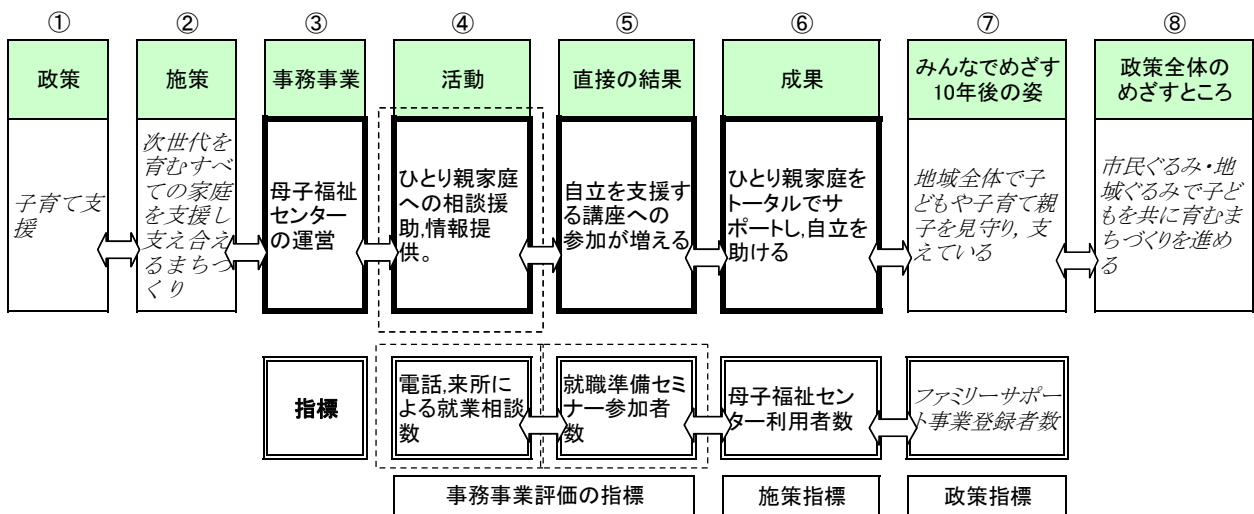 ① ② ③ ④ ⑤ ⑥ ⑦ ⑧
政策
子育て支
援
施策
次世代を
育むすべ
ての家庭
を支援し
支え合え
るまちづ
くり
事務事業
母子福祉
センター
の運営
活動
ひとり親家庭
への相談援
助,情報提
供。
直接の結果
自立を支援す
る講座への
参加が増える
成果
ひとり親家庭を
トータルでサ
ポートし,自立を
助ける
みんなでめざす
10年後の姿
地域全体で子
どもや子育て親
子を見守り, 支
えている
政策全体の
めざすところ
市民ぐるみ・地
域ぐるみで子ど
もを共に育むま
ちづくりを進め
る
指標
電話,来所に
よる就業相談
数
就職準備セミ
ナー参加者
数
母子福祉セン
ター利用者数
ファミリーサポー
ト事業登録者数
事務事業評価の指標
施策指標
政策指標